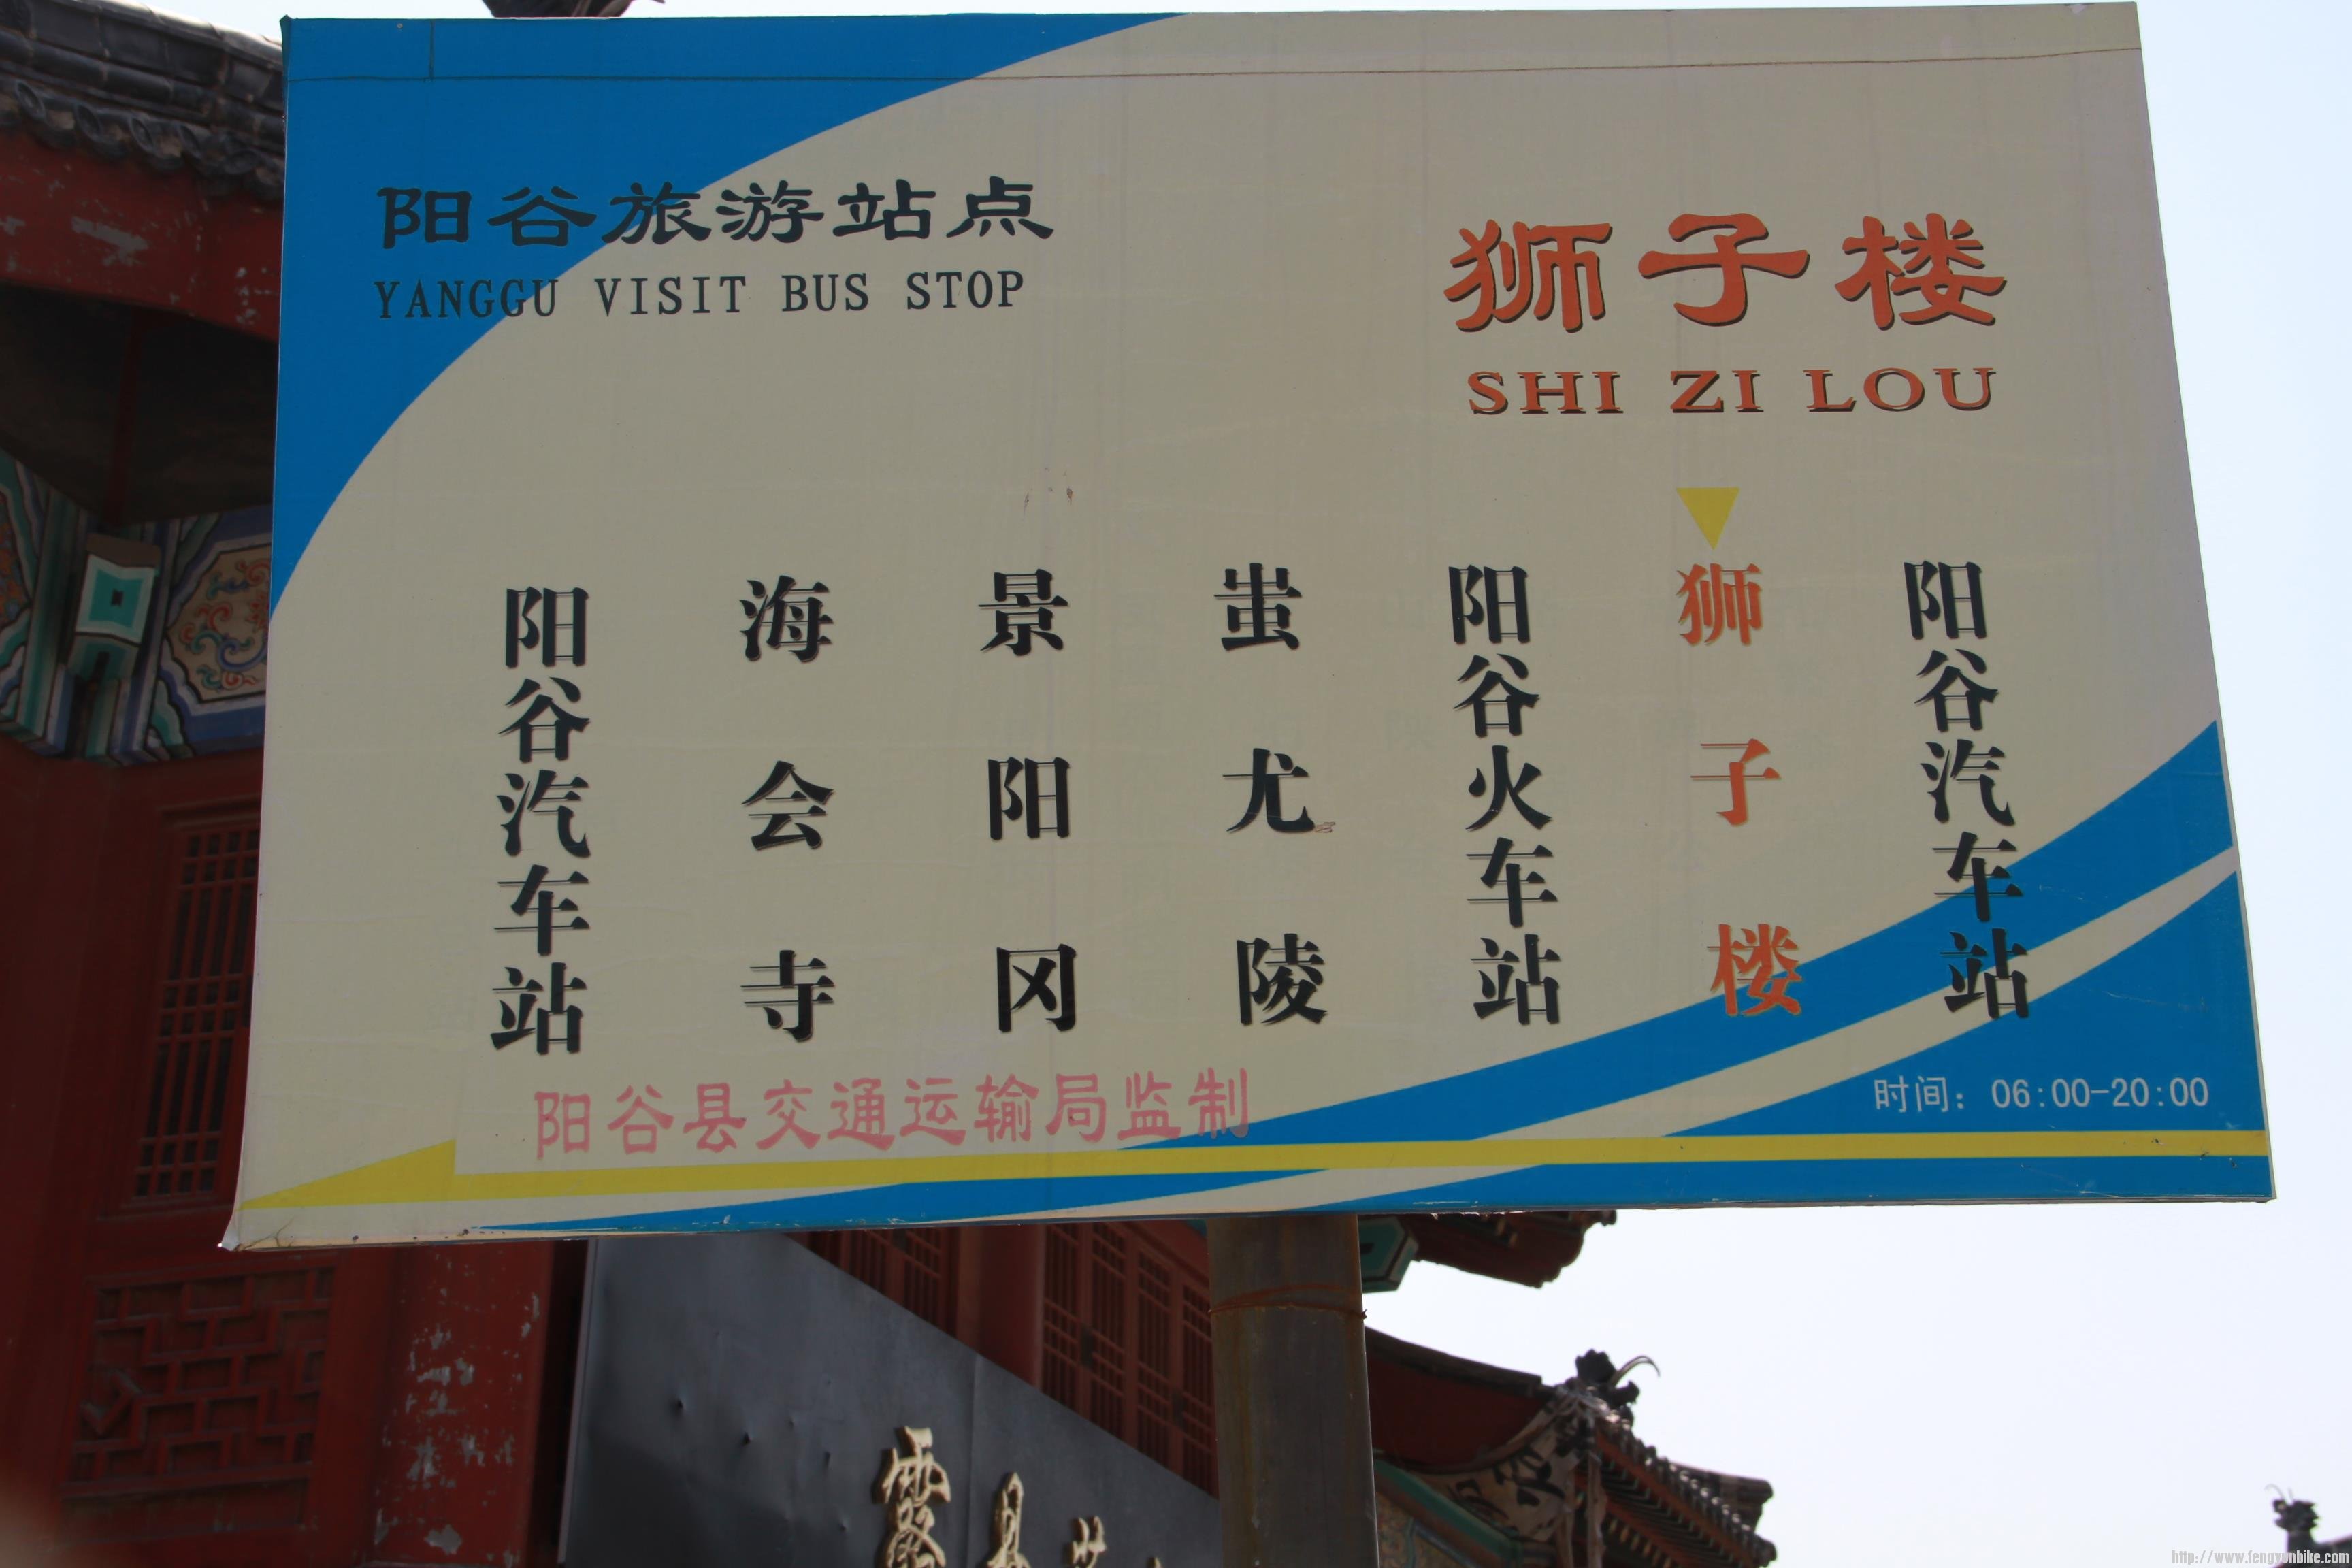 阳谷旅游站点
YANGGU VISIT BUS STOP
狮子楼
SHI ZI LOU
阳谷汽车站
海会寺
景阳冈
蚩尤陵
阳谷火车站
狮子楼
阳谷汽车站
阳谷县交通运输局监制
时间：06:00-20:00
http://www.fengyunbike.com